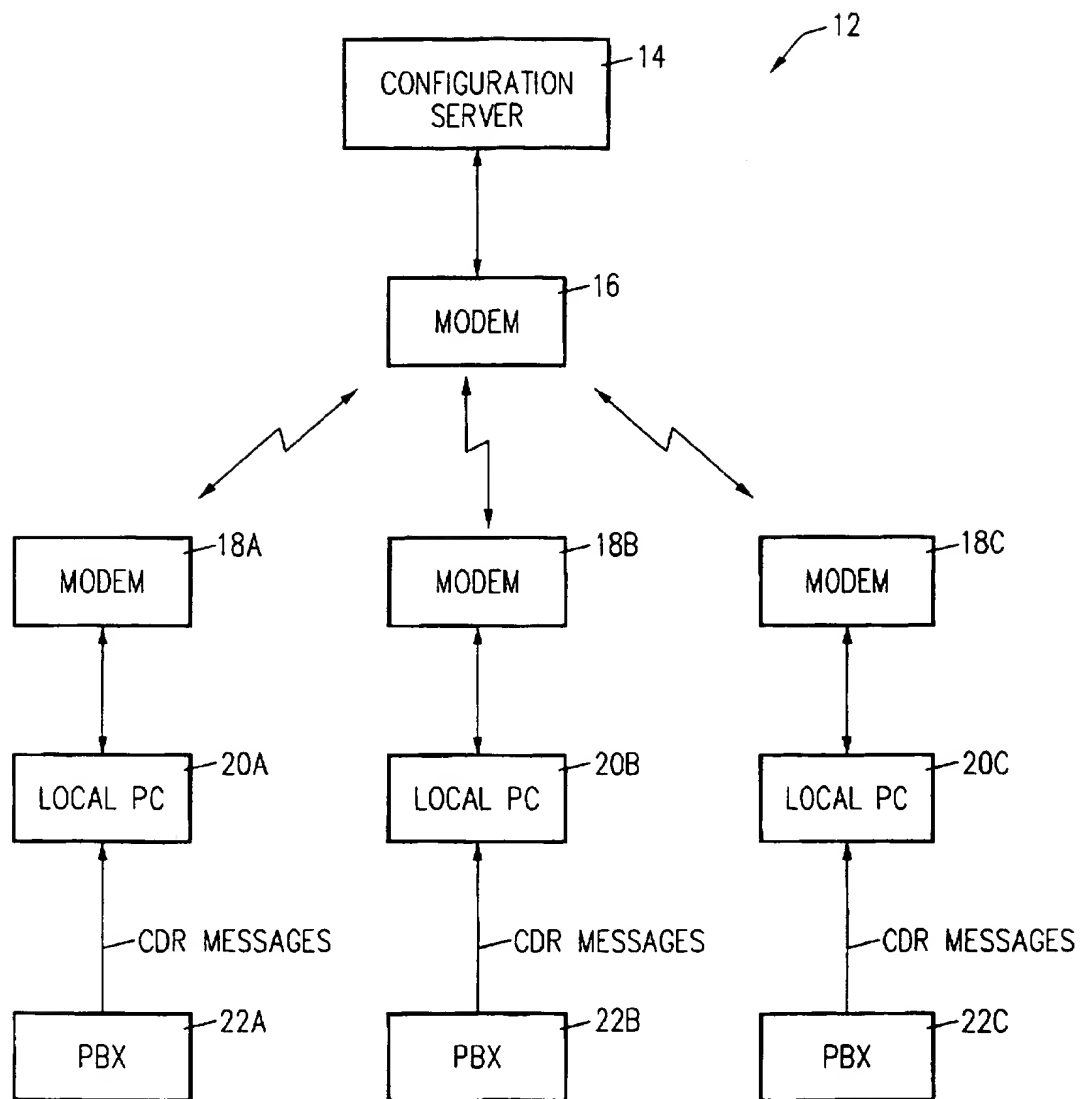 12
14
CONFIGURATION
SERVER
16
MODEM
18A
18B
18C
MODEM
MODEM
MODEM
20A
20B
20C
LOCAL PC
LOCAL PC
LOCAL PC
CDR MESSAGES
CDR MESSAGES
CDR MESSAGES
22A
22B
22C
PBX
PBX
PBX